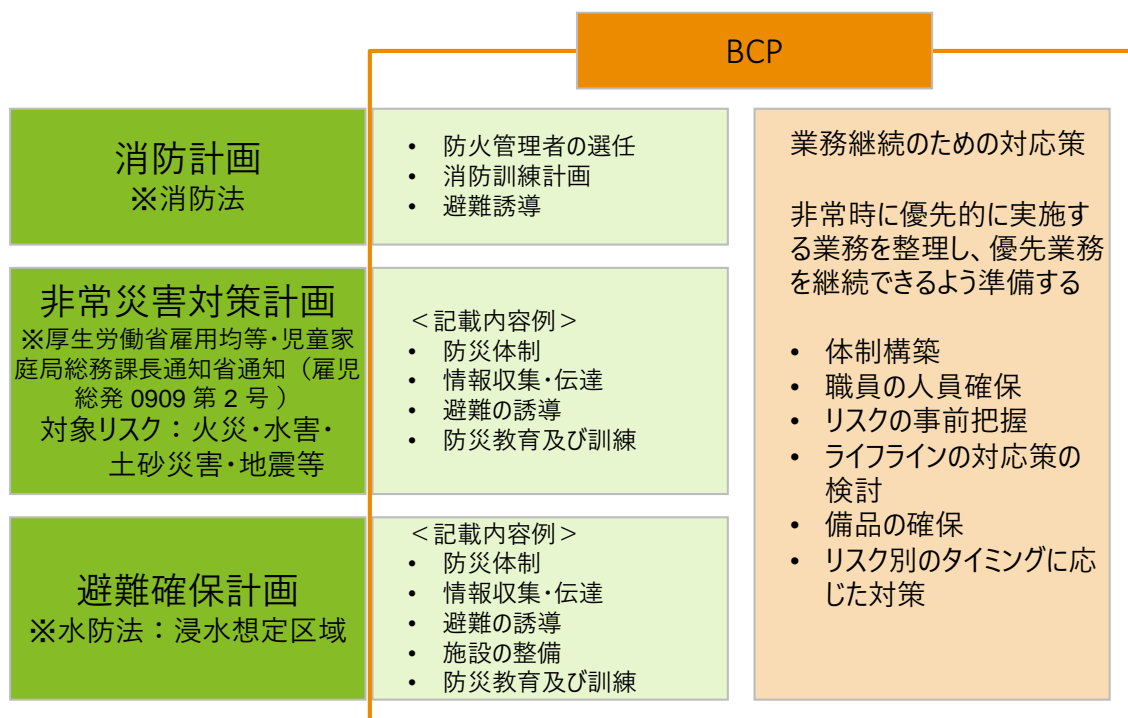 BCP
消防計画
※消防法
• 防火管理者の選任
• 消防訓練計画
• 避難誘導
非常災害対策計画
※厚生労働省雇用均等・児童家
庭局総務課長通知省通知（雇児
総発 0909 第 2 号 ）
対象リスク：火災・水害・
土砂災害・地震等
＜記載内容例＞
• 防災体制
• 情報収集・伝達
• 避難の誘導
• 防災教育及び訓練
避難確保計画
※水防法：浸水想定区域
＜記載内容例＞
• 防災体制
• 情報収集・伝達
• 避難の誘導
• 施設の整備
• 防災教育及び訓練
業務継続のための対応策
非常時に優先的に実施す
る業務を整理し、優先業務
を継続できるよう準備する
• 体制構築
• 職員の人員確保
• リスクの事前把握
• ライフラインの対応策の
検討
• 備品の確保
• リスク別のタイミングに応
じた対策